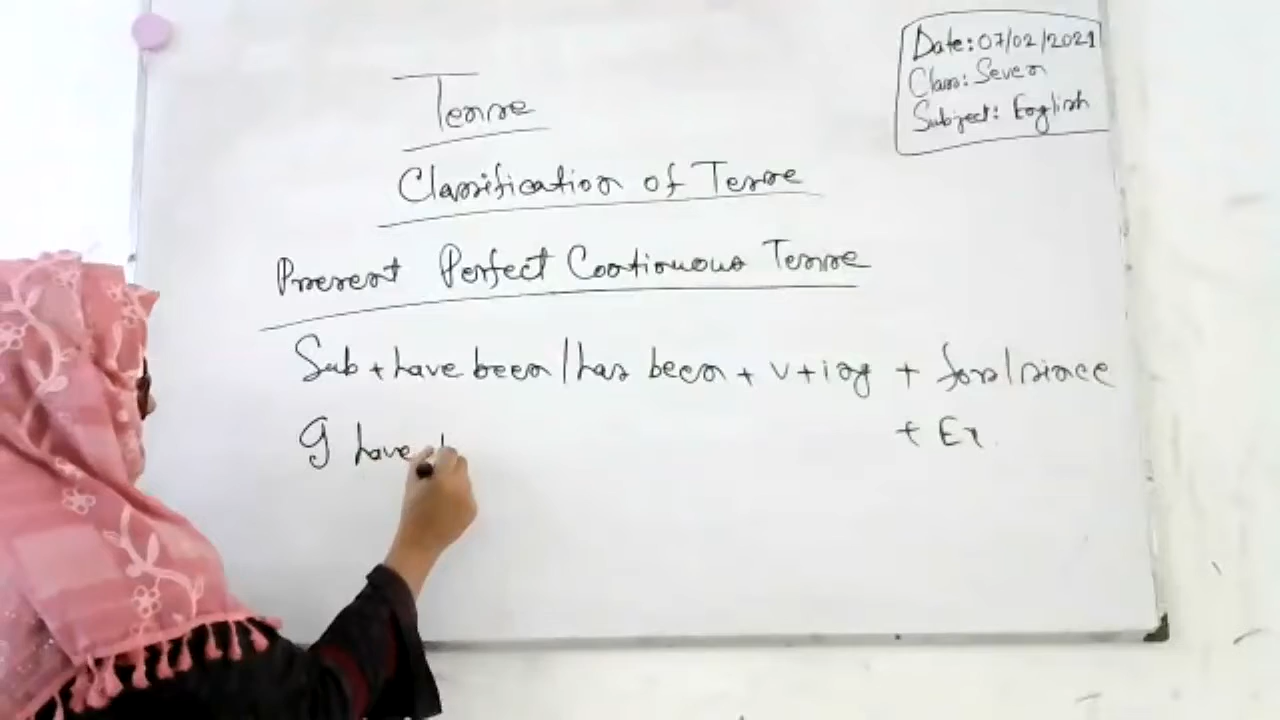 Date: 07/02/2021
Class: Seven
Subject: English
Tense
Classification of Tense
Present Perfect Continuous Tense
Sub + have been/has been + v+ing + for/since
+ Ex.
I have